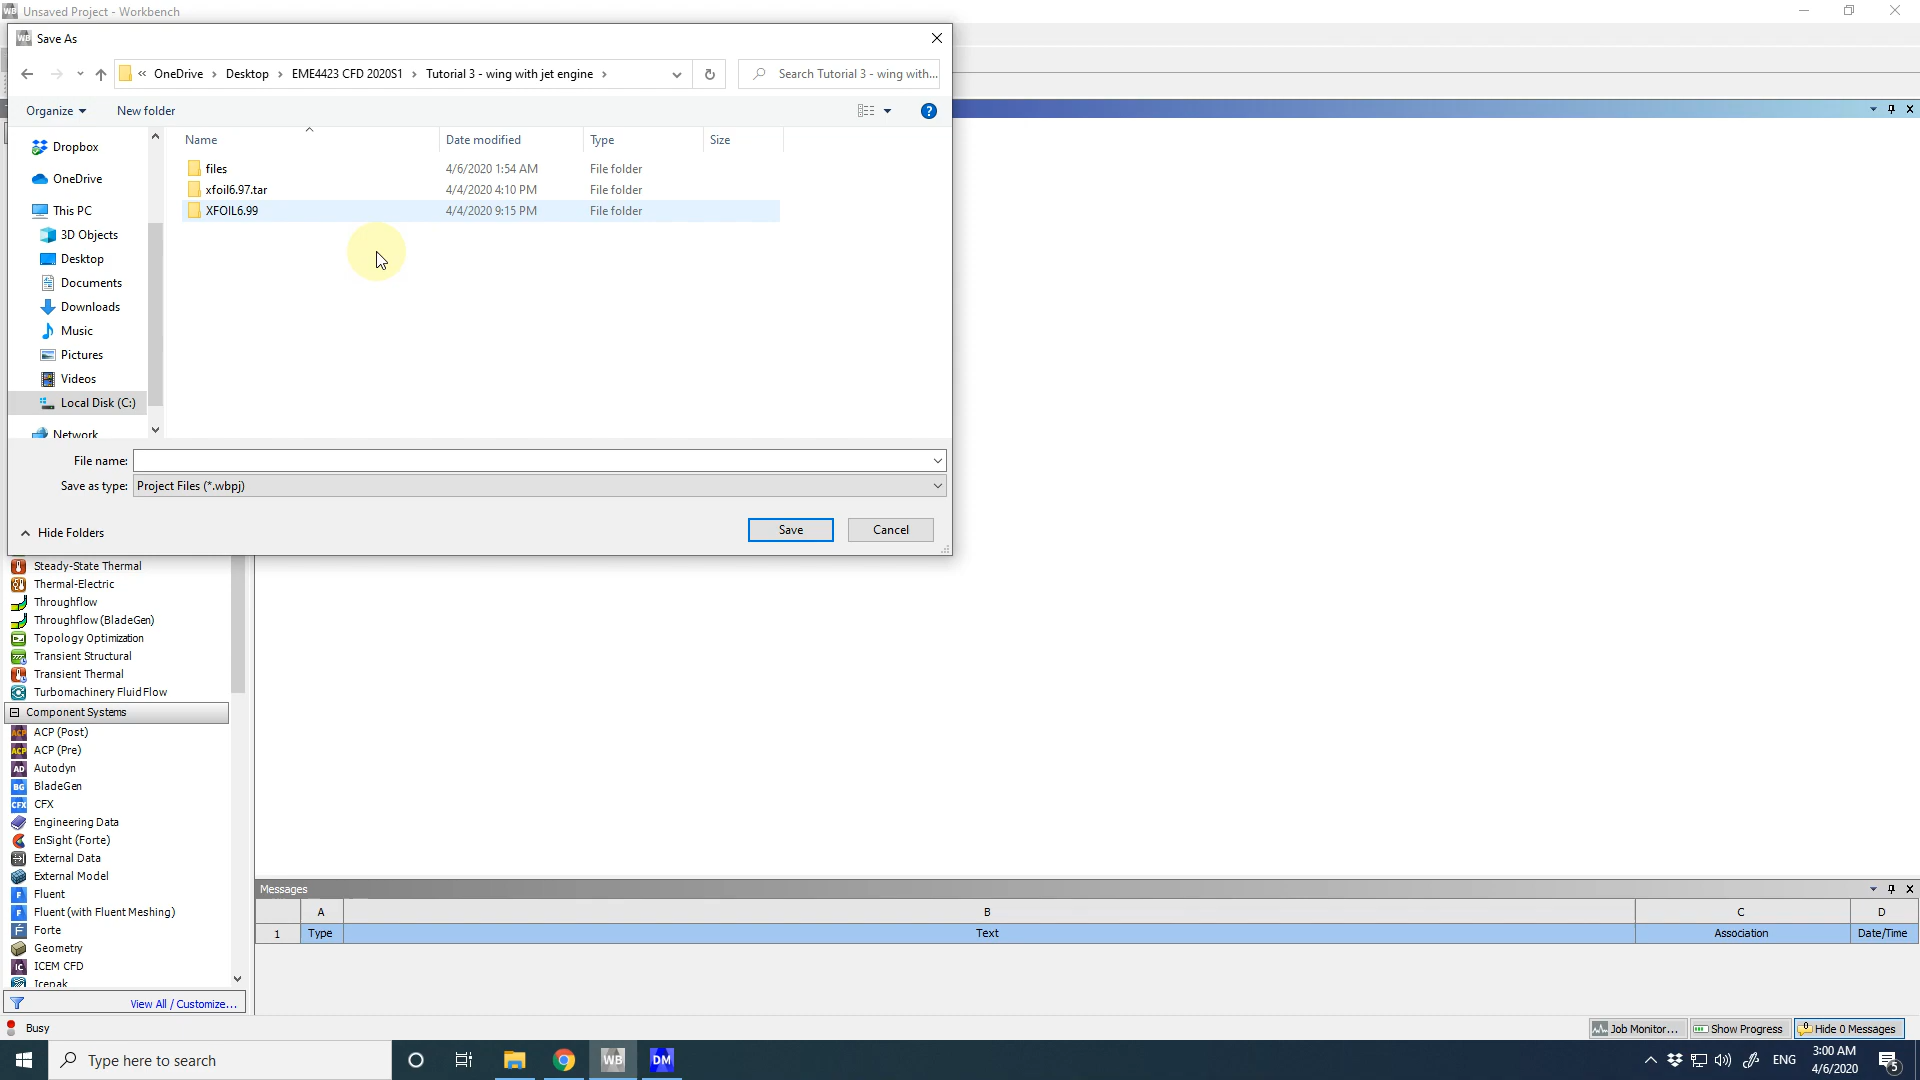 Unsaved Project - Workbench
Save As
« OneDrive › Desktop › EME4423 CFD 2020S1 › Tutorial 3 - wing with jet engine ›
Search Tutorial 3 - wing with...
Organize
New folder
Dropbox
OneDrive
This PC
3D Objects
Desktop
Documents
Downloads
Music
Pictures
Videos
Local Disk (C:)
Network
Name Date modified Type Size
files 4/6/2020 1:54 AM File folder
xfoil6.97.tar 4/4/2020 4:10 PM File folder
XFOIL6.99 4/4/2020 9:15 PM File folder
File name:
Save as type: Project Files (*.wbpj)
Hide Folders
Save
Cancel
Steady-State Thermal
Thermal-Electric
Throughflow
Throughflow (BladeGen)
Topology Optimization
Transient Structural
Transient Thermal
Turbomachinery Fluid Flow
Component Systems
ACP (Post)
ACP (Pre)
Autodyn
BladeGen
CFX
Engineering Data
EnSight (Forte)
External Data
External Model
Fluent
Fluent (with Fluent Meshing)
Forte
Geometry
ICEM CFD
Icepak
View All / Customize...
Messages
A B C D
1 Type Text Association Date/Time
Busy
Job Monitor...
Show Progress
Hide 0 Messages
Type here to search
WB
DM
ENG
3:00 AM
4/6/2020
5